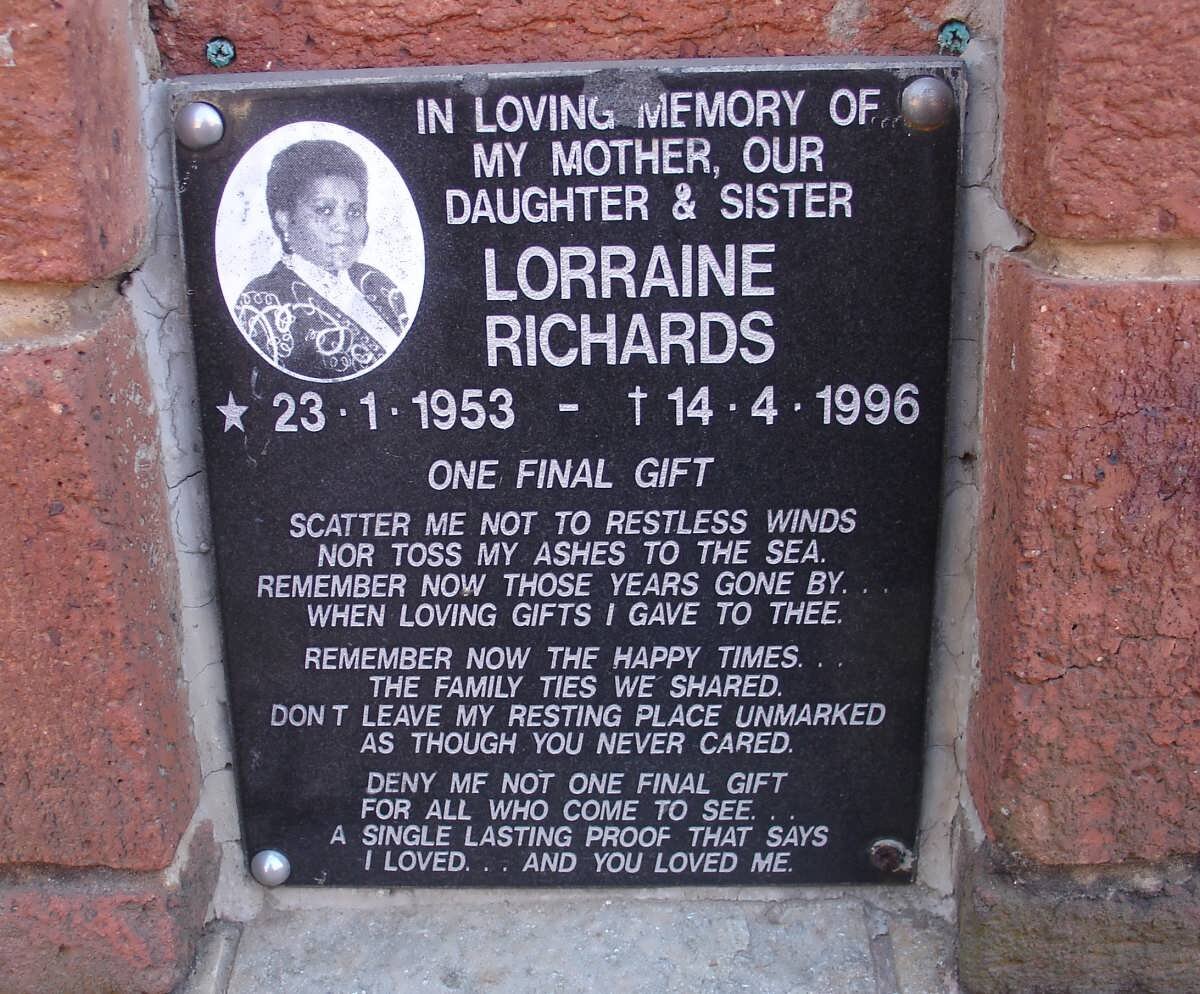 IN LOVING MEMORY OF..
MY MOTHER, OUR
DAUGHTER & SISTER
LORRAINE
RICHARDS
★ 23·1·1953 - †14·4·1996
ONE FINAL GIFT
SCATTER ME NOT TO RESTLESS WINDS
NOR TOSS MY ASHES TO THE SEA.
REMEMBER NOW THOSE YEARS GONE BY. . .
WHEN LOVING GIFTS I GAVE TO THEE.
REMEMBER NOW THE HAPPY TIMES. . .
THE FAMILY TIES WE SHARED.
DON T LEAVE MY RESTING PLACE UNMARKED
AS THOUGH YOU NEVER CARED.
DENY ME NOT ONE FINAL GIFT
FOR ALL WHO COME TO SEE. . .
A SINGLE LASTING PROOF THAT SAYS
I LOVED. . . AND YOU LOVED ME.